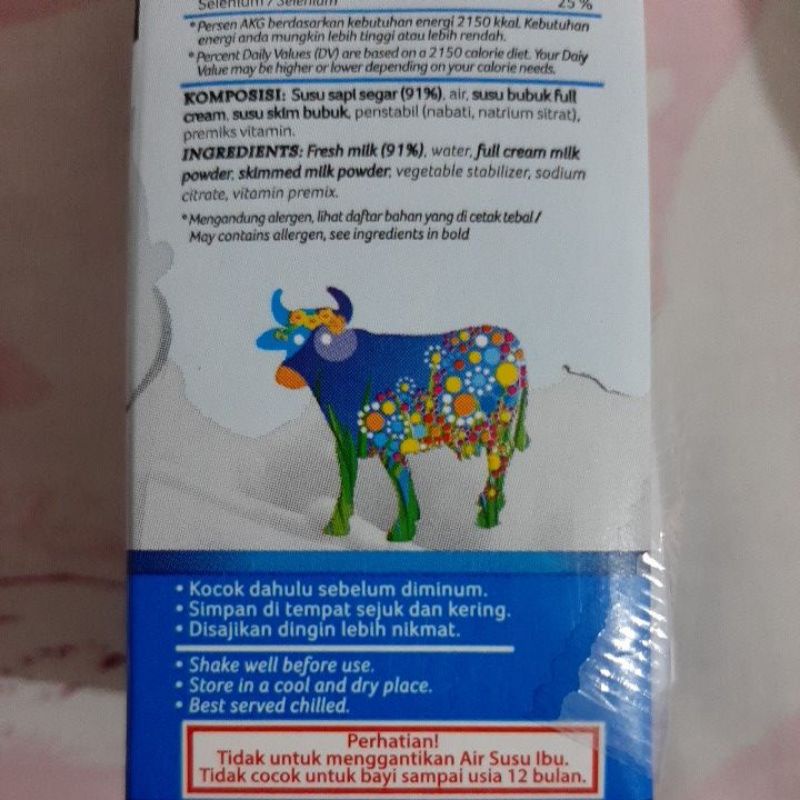 Selenium / Selenium 25 %
*Persen AKG berdasarkan kebutuhan energi 2150 kkal. Kebutuhan
energi anda mungkin lebih tinggi atau lebih rendah.
*Percent Daily Values (DV) are based on a 2150 calorie diet. Your Daiy
Value may be higher or lower depending on your calorie needs.
KOMPOSISI: Susu sapi segar (91%), air, susu bubuk full
cream, susu skim bubuk, penstabil (nabati, natrium sitrat),
premiks vitamin.
INGREDIENTS: Fresh milk (91%), water, full cream milk
powder, skimmed milk powder, vegetable stabilizer, sodium
citrate, vitamin premix.
*Mengandung alergen, lihat daftar bahan yang di cetak tebal /
May contains allergen, see ingredients in bold
• Kocok dahulu sebelum diminum.
• Simpan di tempat sejuk dan kering.
• Disajikan dingin lebih nikmat.
• Shake well before use.
• Store in a cool and dry place.
• Best served chilled.
Perhatian!
Tidak untuk menggantikan Air Susu Ibu.
Tidak cocok untuk bayi sampai usia 12 bulan.